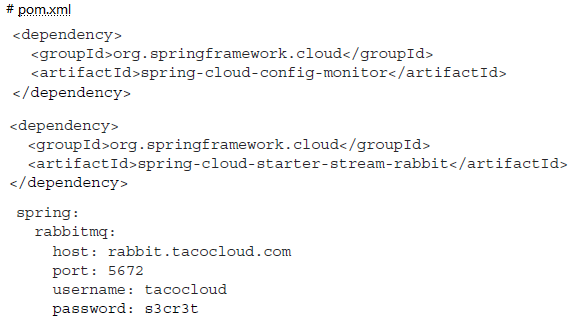 # pom.xml
<dependency>
<groupId>org.springframework.cloud</groupId>
<artifactId>spring-cloud-config-monitor</artifactId>
</dependency>
<dependency>
<groupId>org.springframework.cloud</groupId>
<artifactId>spring-cloud-starter-stream-rabbit</artifactId>
</dependency>
spring:
rabbitmq:
host: rabbit.tacocloud.com
port: 5672
username: tacocloud
password: s3cr3t